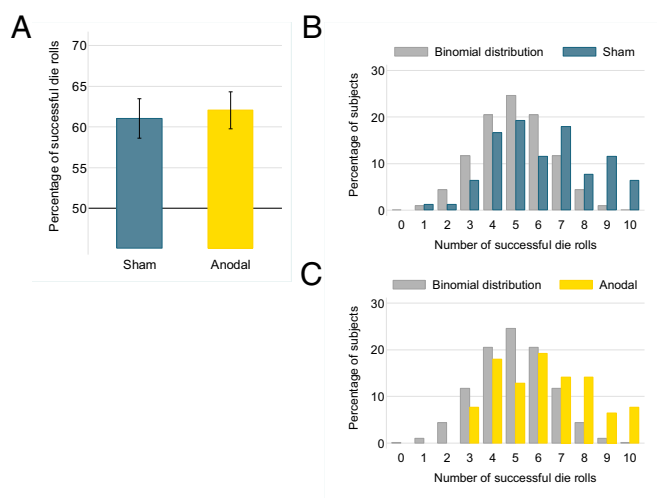 A
Percentage of successful die rolls
70
65
60
55
50
Sham Anodal
B
Binomial distribution Sham
Percentage of subjects
30
20
10
0
0 1 2 3 4 5 6 7 8 9 10
Number of successful die rolls
C
Binomial distribution Anodal
Percentage of subjects
30
20
10
0
0 1 2 3 4 5 6 7 8 9 10
Number of successful die rolls